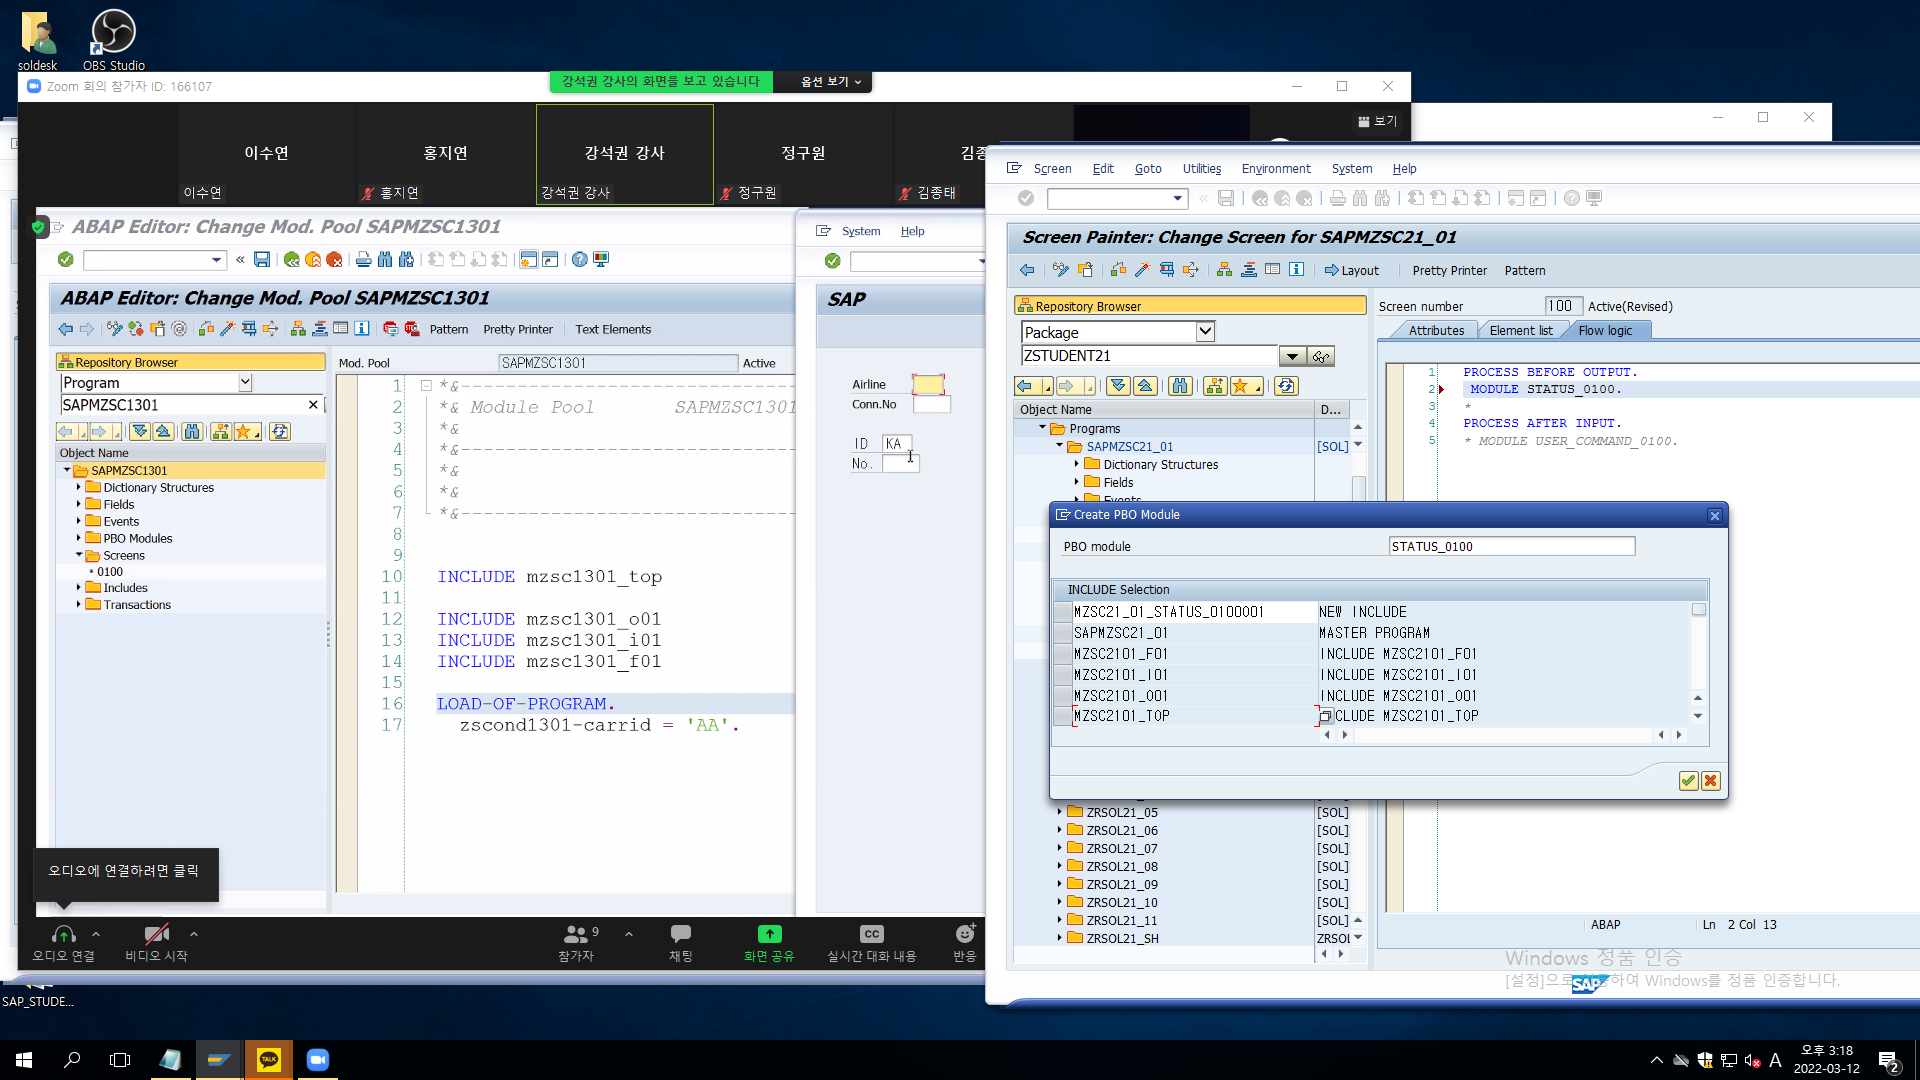 soldesk
OBS Studio
Zoom 회의 참가자 ID: 166107
강석권 강사의 화면을 보고 있습니다
옵션 보기
보기
이수연
홍지연
강석권 강사
정구원
이수연
홍지연
강석권 강사
정구원
김종태
ABAP Editor: Change Mod. Pool SAPMZSC1301
ABAP Editor: Change Mod. Pool SAPMZSC1301
Pattern Pretty Printer Text Elements
Repository Browser
Program
SAPMZSC1301
Object Name
SAPMZSC1301
Dictionary Structures
Fields
Events
PBO Modules
Screens
0100
Includes
Transactions
Mod. Pool SAPMZSC1301 Active
1 *&---
2 *& Module Pool SAPMZSC1301
3 *&
4 *&---
5 *&
6 *&
7 *&---
8
9
10 INCLUDE mzsc1301_top
11
12 INCLUDE mzsc1301_o01
13 INCLUDE mzsc1301_i01
14 INCLUDE mzsc1301_f01
15
16 LOAD-OF-PROGRAM.
17 zscond1301-carrid = 'AA'.
System Help
SAP
Airline
Conn.No
ID KA
No.
오디오에 연결하려면 클릭
오디오 연결
비디오 시작
9
참가자
채팅
화면 공유
CC
실시간 대화 내용
반응
Screen Edit Goto Utilities Environment System Help
Screen Painter: Change Screen for SAPMZSC21_01
Layout Pretty Printer Pattern
Repository Browser
Package
ZSTUDENT21
Object Name D...
Programs
SAPMZSC21_01 [SOL]
Dictionary Structures
Fields
Events
Screen number 100 Active(Revised)
Attributes Element list Flow logic
1 PROCESS BEFORE OUTPUT.
2 MODULE STATUS_0100.
3 *
4 PROCESS AFTER INPUT.
5 * MODULE USER_COMMAND_0100.
Create PBO Module
PBO module STATUS_0100
INCLUDE Selection
MZSC21_01_STATUS_0100001 NEW INCLUDE
SAPMZSC21_01 MASTER PROGRAM
MZSC2101_F01 INCLUDE MZSC2101_F01
MZSC2101_I01 INCLUDE MZSC2101_I01
MZSC2101_O01 INCLUDE MZSC2101_O01
MZSC2101_TOP CLUDE MZSC2101_TOP
ZRSOL21_05 [SOL]
ZRSOL21_06 [SOL]
ZRSOL21_07 [SOL]
ZRSOL21_08 [SOL]
ZRSOL21_09 [SOL]
ZRSOL21_10 [SOL]
ZRSOL21_11 [SOL]
ZRSOL21_SH ZRSOL
ABAP Ln 2 Col 13
Windows 정품 인증
[설정]으로 하여 Windows를 정품 인증합니다.
SAP
SAP_STUDE...
TALK
A
오후 3:18
2022-03-12
2